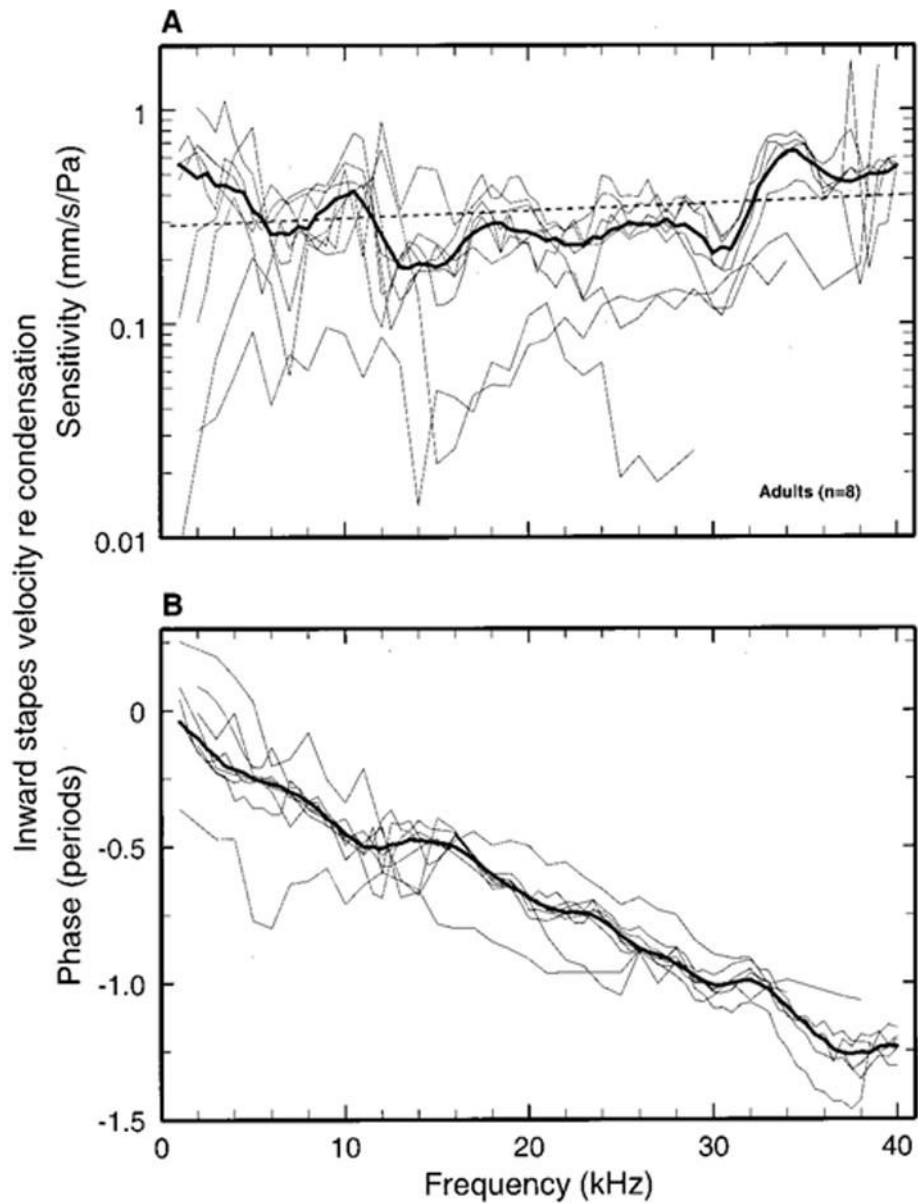 A
Inward stapes velocity re condensation
Sensitivity (mm/s/Pa)
1
0.1
0.01
Adults (n=8)
B
Phase (periods)
0
-0.5
-1.0
-1.5
0 10 20 30 40
Frequency (kHz)